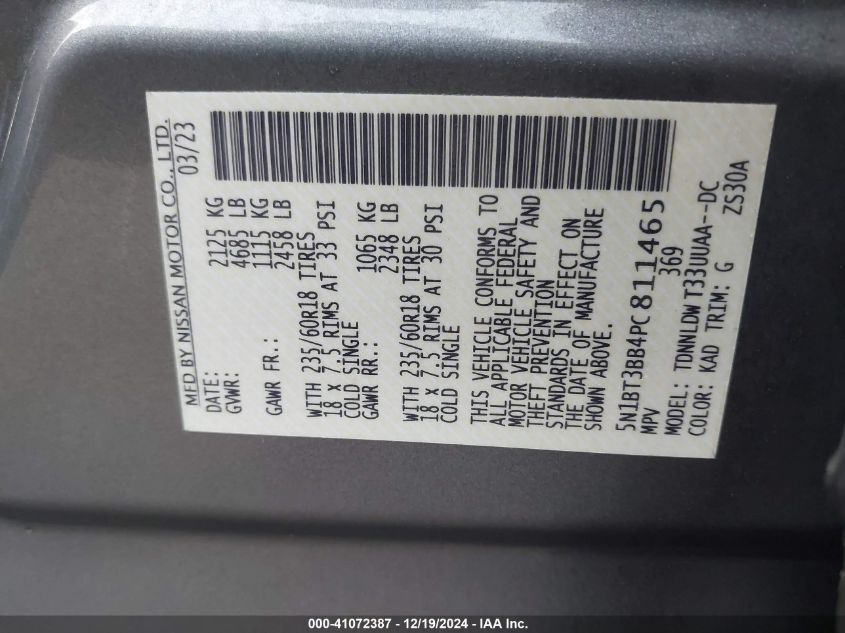 MFD BY NISSAN MOTOR CO., LTD.
DATE: 03/23
GVWR: 2125 KG
4685 LB
GAWR FR.: 1115 KG
2458 LB
WITH 235/60R18 TIRES
18 X 7.5 RIMS AT 33 PSI
COLD SINGLE
GAWR RR.: 1065 KG
2348 LB
WITH 235/60R18 TIRES
18 X 7.5 RIMS AT 30 PSI
COLD SINGLE
THIS VEHICLE CONFORMS TO
ALL APPLICABLE FEDERAL
MOTOR VEHICLE SAFETY AND
THEFT PREVENTION
STANDARDS IN EFFECT ON
THE DATE OF MANUFACTURE
SHOWN ABOVE.
5N1BT3BB4PC811465
MPV 369
MODEL: TDNNLDW T33UUAA--DC
COLOR: KAD TRIM: G ZS30A
000-41072387 - 12/19/2024 - IAA Inc.